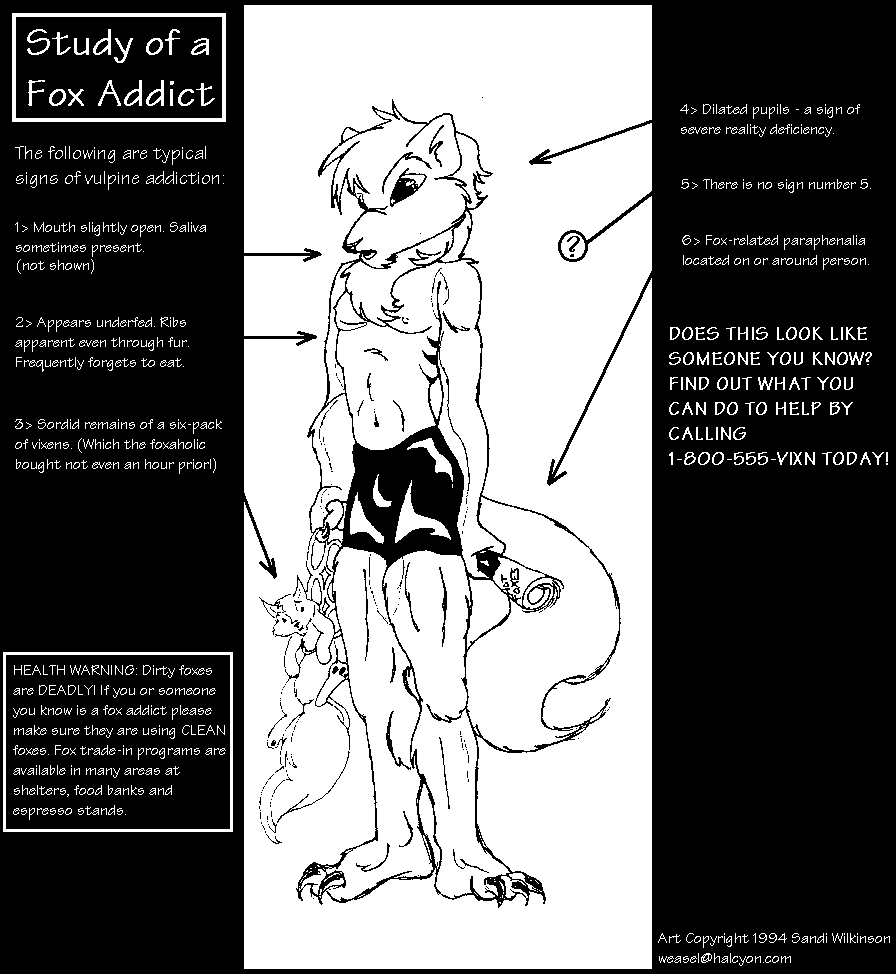 Study of a
Fox Addict
The following are typical
signs of vulpine addiction:
1> Mouth slightly open. Saliva
sometimes present.
(not shown)
2> Appears underfed. Ribs
apparent even through fur.
Frequently forgets to eat.
3> Sordid remains of a six-pack
of vixens. (Which the foxaholic
bought not even an hour prior!)
HEALTH WARNING: Dirty foxes
are DEADLY! If you or someone
you know is a fox addict please
make sure they are using CLEAN
foxes. Fox trade-in programs are
available in many areas at
shelters, food banks and
espresso stands.
?
HOT
FOXES
4> Dilated pupils - a sign of
severe reality deficiency.
5> There is no sign number 5.
6> Fox-related paraphenalia
located on or around person.
DOES THIS LOOK LIKE
SOMEONE YOU KNOW?
FIND OUT WHAT YOU
CAN DO TO HELP BY
CALLING
1-800-555-VIXN TODAY!
Art Copyright 1994 Sandi Wilkinson
weasel@halcyon.com